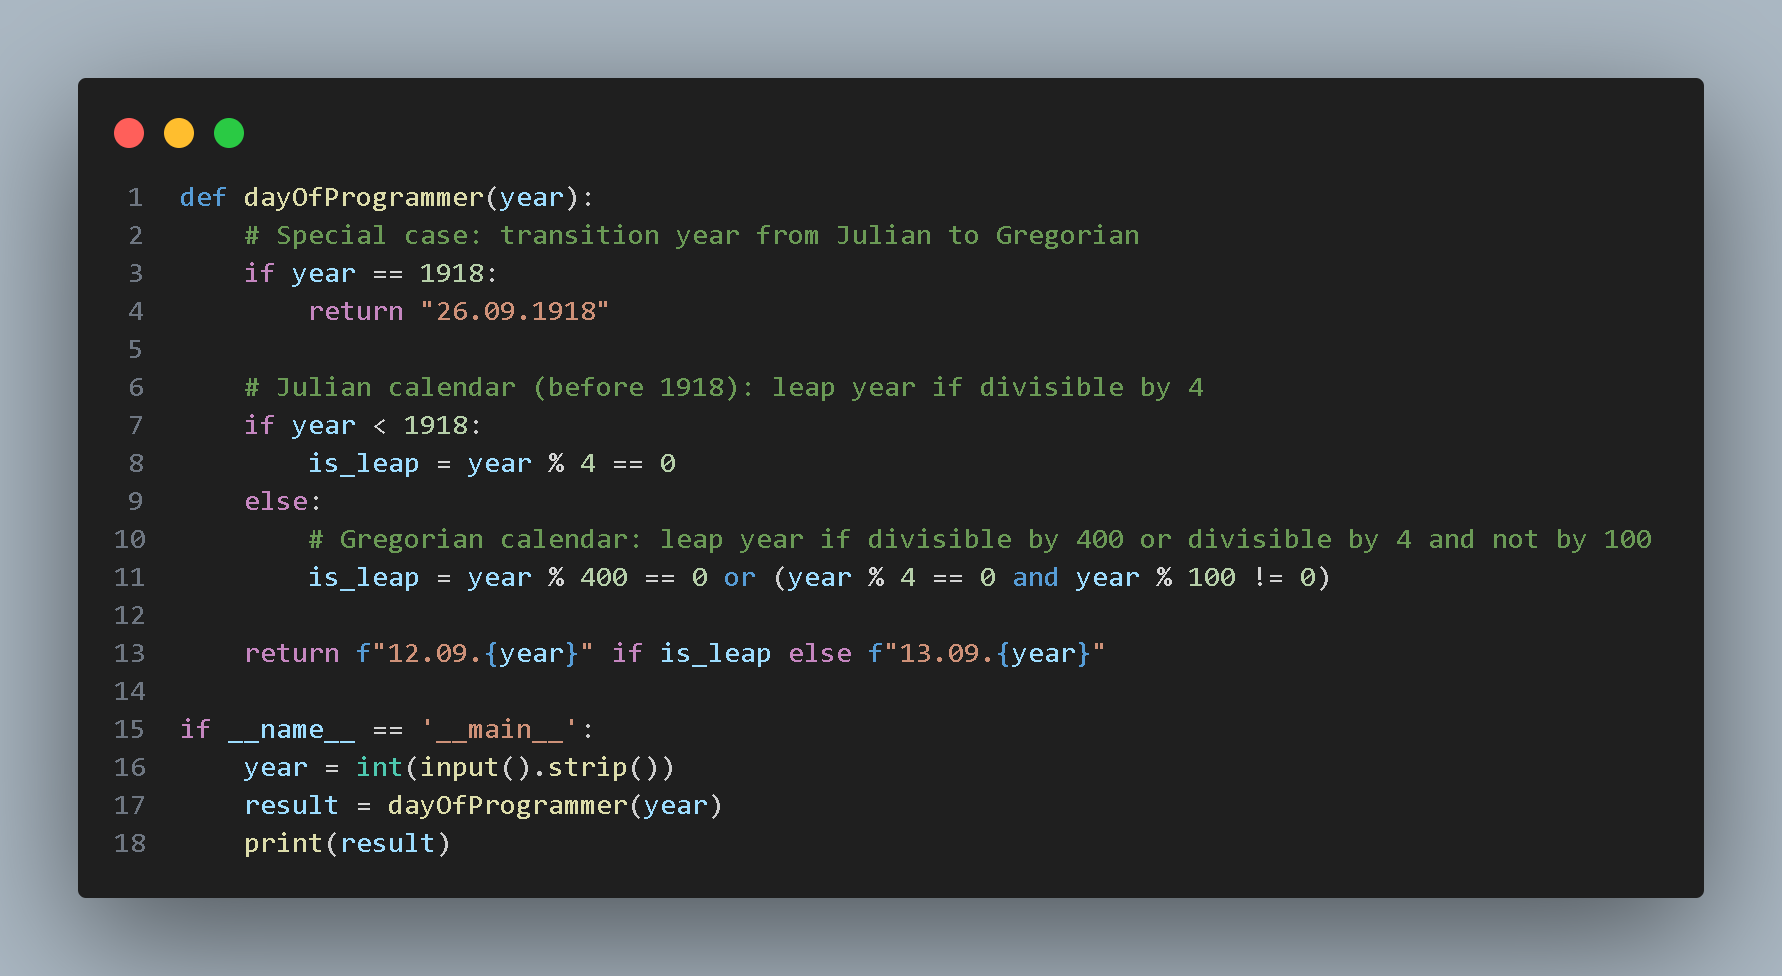 1 def dayOfProgrammer(year):
2     # Special case: transition year from Julian to Gregorian
3     if year == 1918:
4         return "26.09.1918"
5
6     # Julian calendar (before 1918): leap year if divisible by 4
7     if year < 1918:
8         is_leap = year % 4 == 0
9     else:
10         # Gregorian calendar: leap year if divisible by 400 or divisible by 4 and not by 100
11         is_leap = year % 400 == 0 or (year % 4 == 0 and year % 100 != 0)
12
13     return f"12.09.{year}" if is_leap else f"13.09.{year}"
14
15 if __name__ == '__main__':
16     year = int(input().strip())
17     result = dayOfProgrammer(year)
18     print(result)